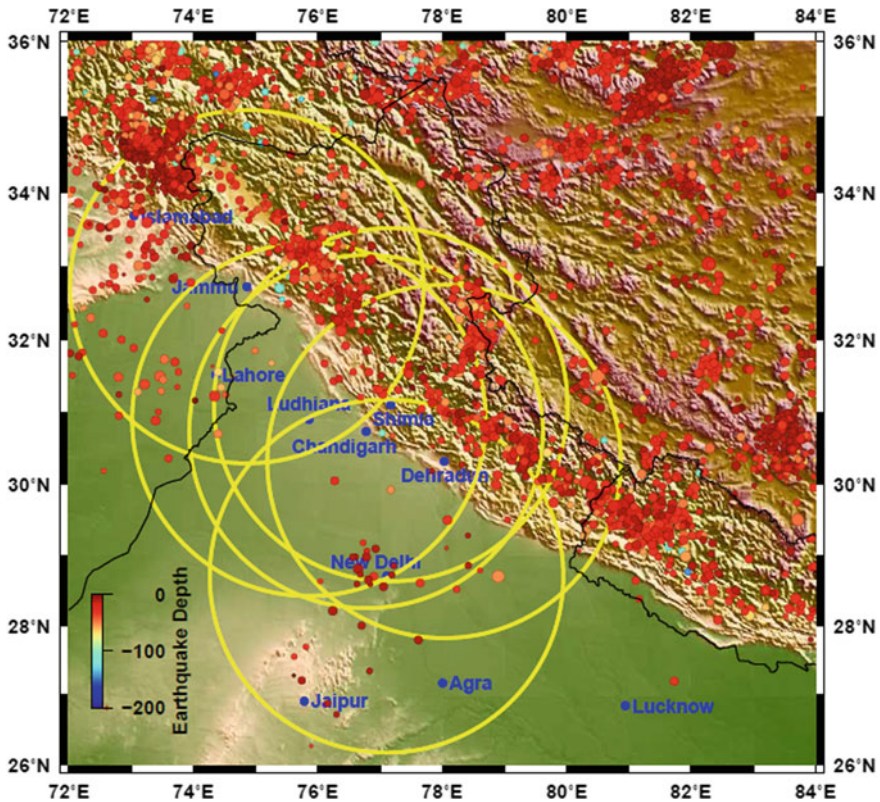 72°E 74°E 76°E 78°E 80°E 82°E 84°E
36°N 36°N
34°N 34°N
Islamabad
Jammu
32°N 32°N
Lahore
Ludhiana
Shimla
Chandigarh
30°N 30°N
Dehradun
New Delhi
0
28°N 28°N
−100
Earthquake Depth
Agra
−200
Jaipur
Lucknow
26°N 26°N
72°E 74°E 76°E 78°E 80°E 82°E 84°E